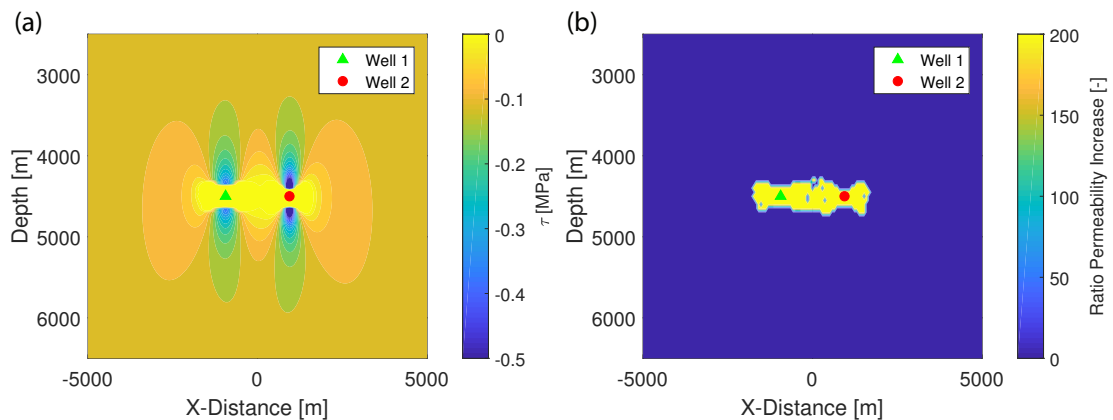 (a)
Well 1
Well 2
3000
4000
5000
6000
Depth [m]
-5000
0
5000
X-Distance [m]
0
-0.1
-0.2
-0.3
-0.4
-0.5
τ [MPa]
(b)
Well 1
Well 2
3000
4000
5000
6000
Depth [m]
-5000
0
5000
X-Distance [m]
200
150
100
50
0
Ratio Permeability Increase [-]